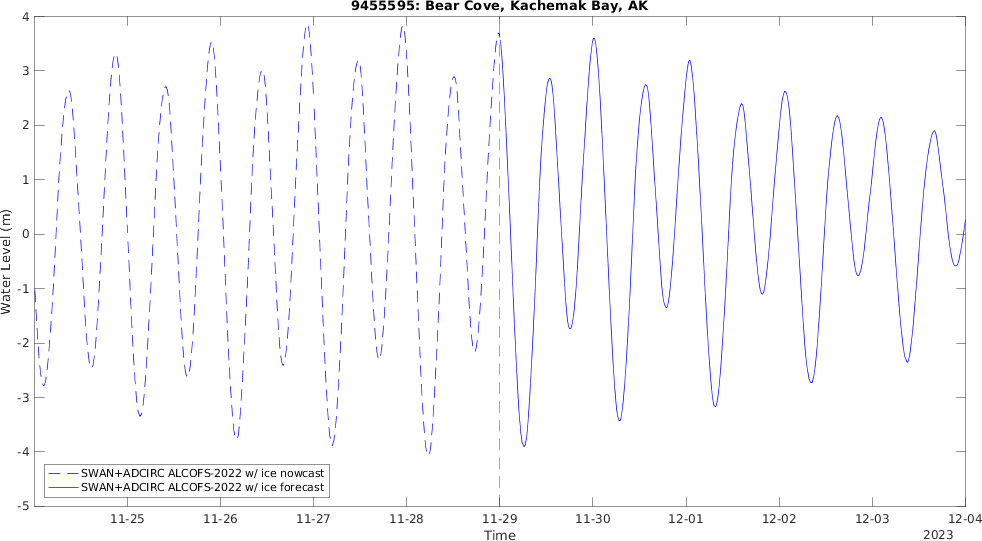 9455595: Bear Cove, Kachemak Bay, AK
4
3
2
1
0
-1
-2
-3
-4
-5
Water Level (m)
SWAN+ADCIRC ALCOFS-2022 w/ ice nowcast
SWAN+ADCIRC ALCOFS-2022 w/ ice forecast
11-25 11-26 11-27 11-28 11-29 11-30 12-01 12-02 12-03 12-04
Time
2023